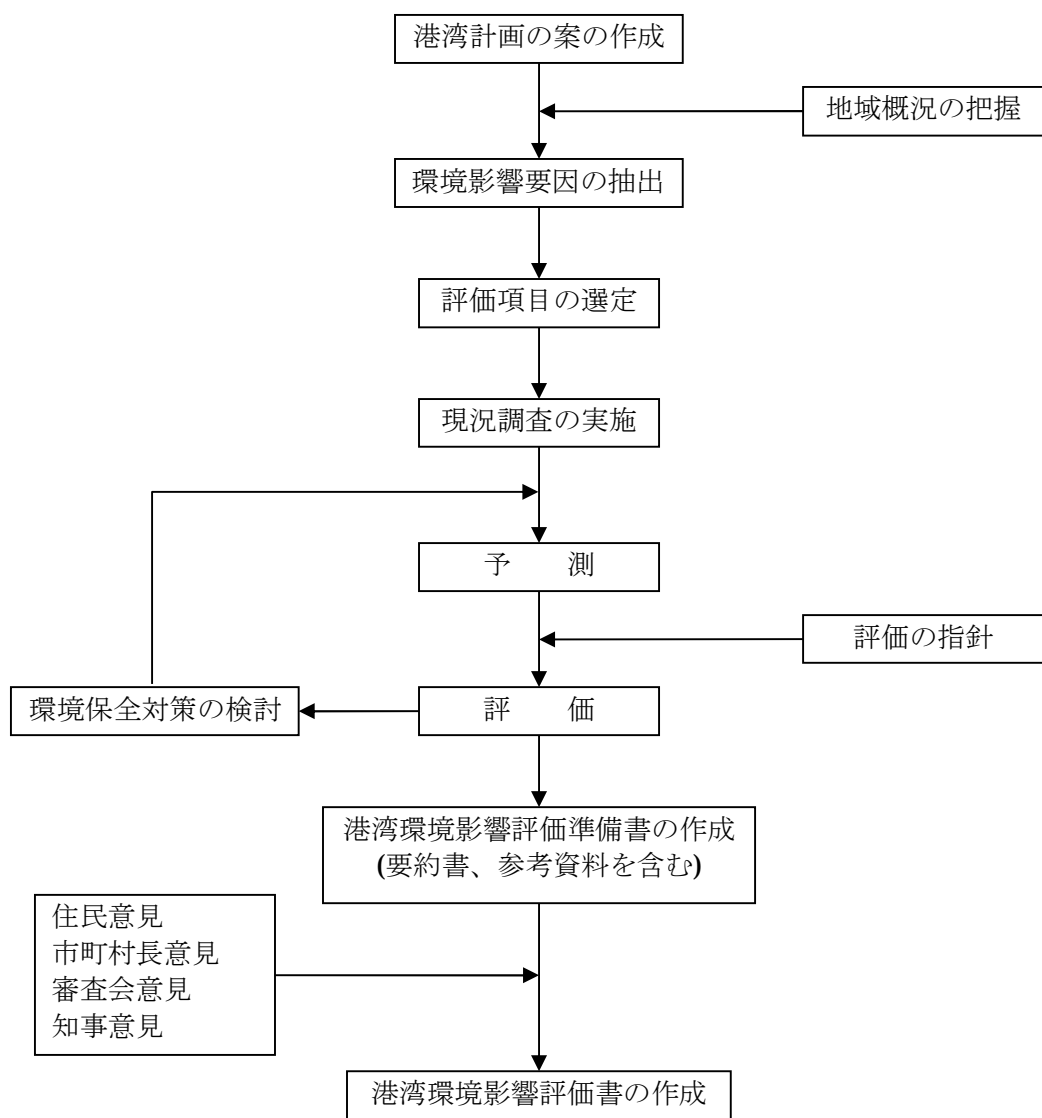 港湾計画の案の作成
地域概況の把握
環境影響要因の抽出
評価項目の選定
現況調査の実施
予　　測
評価の指針
環境保全対策の検討
評　　価
港湾環境影響評価準備書の作成
(要約書、参考資料を含む)
住民意見
市町村長意見
審査会意見
知事意見
港湾環境影響評価書の作成